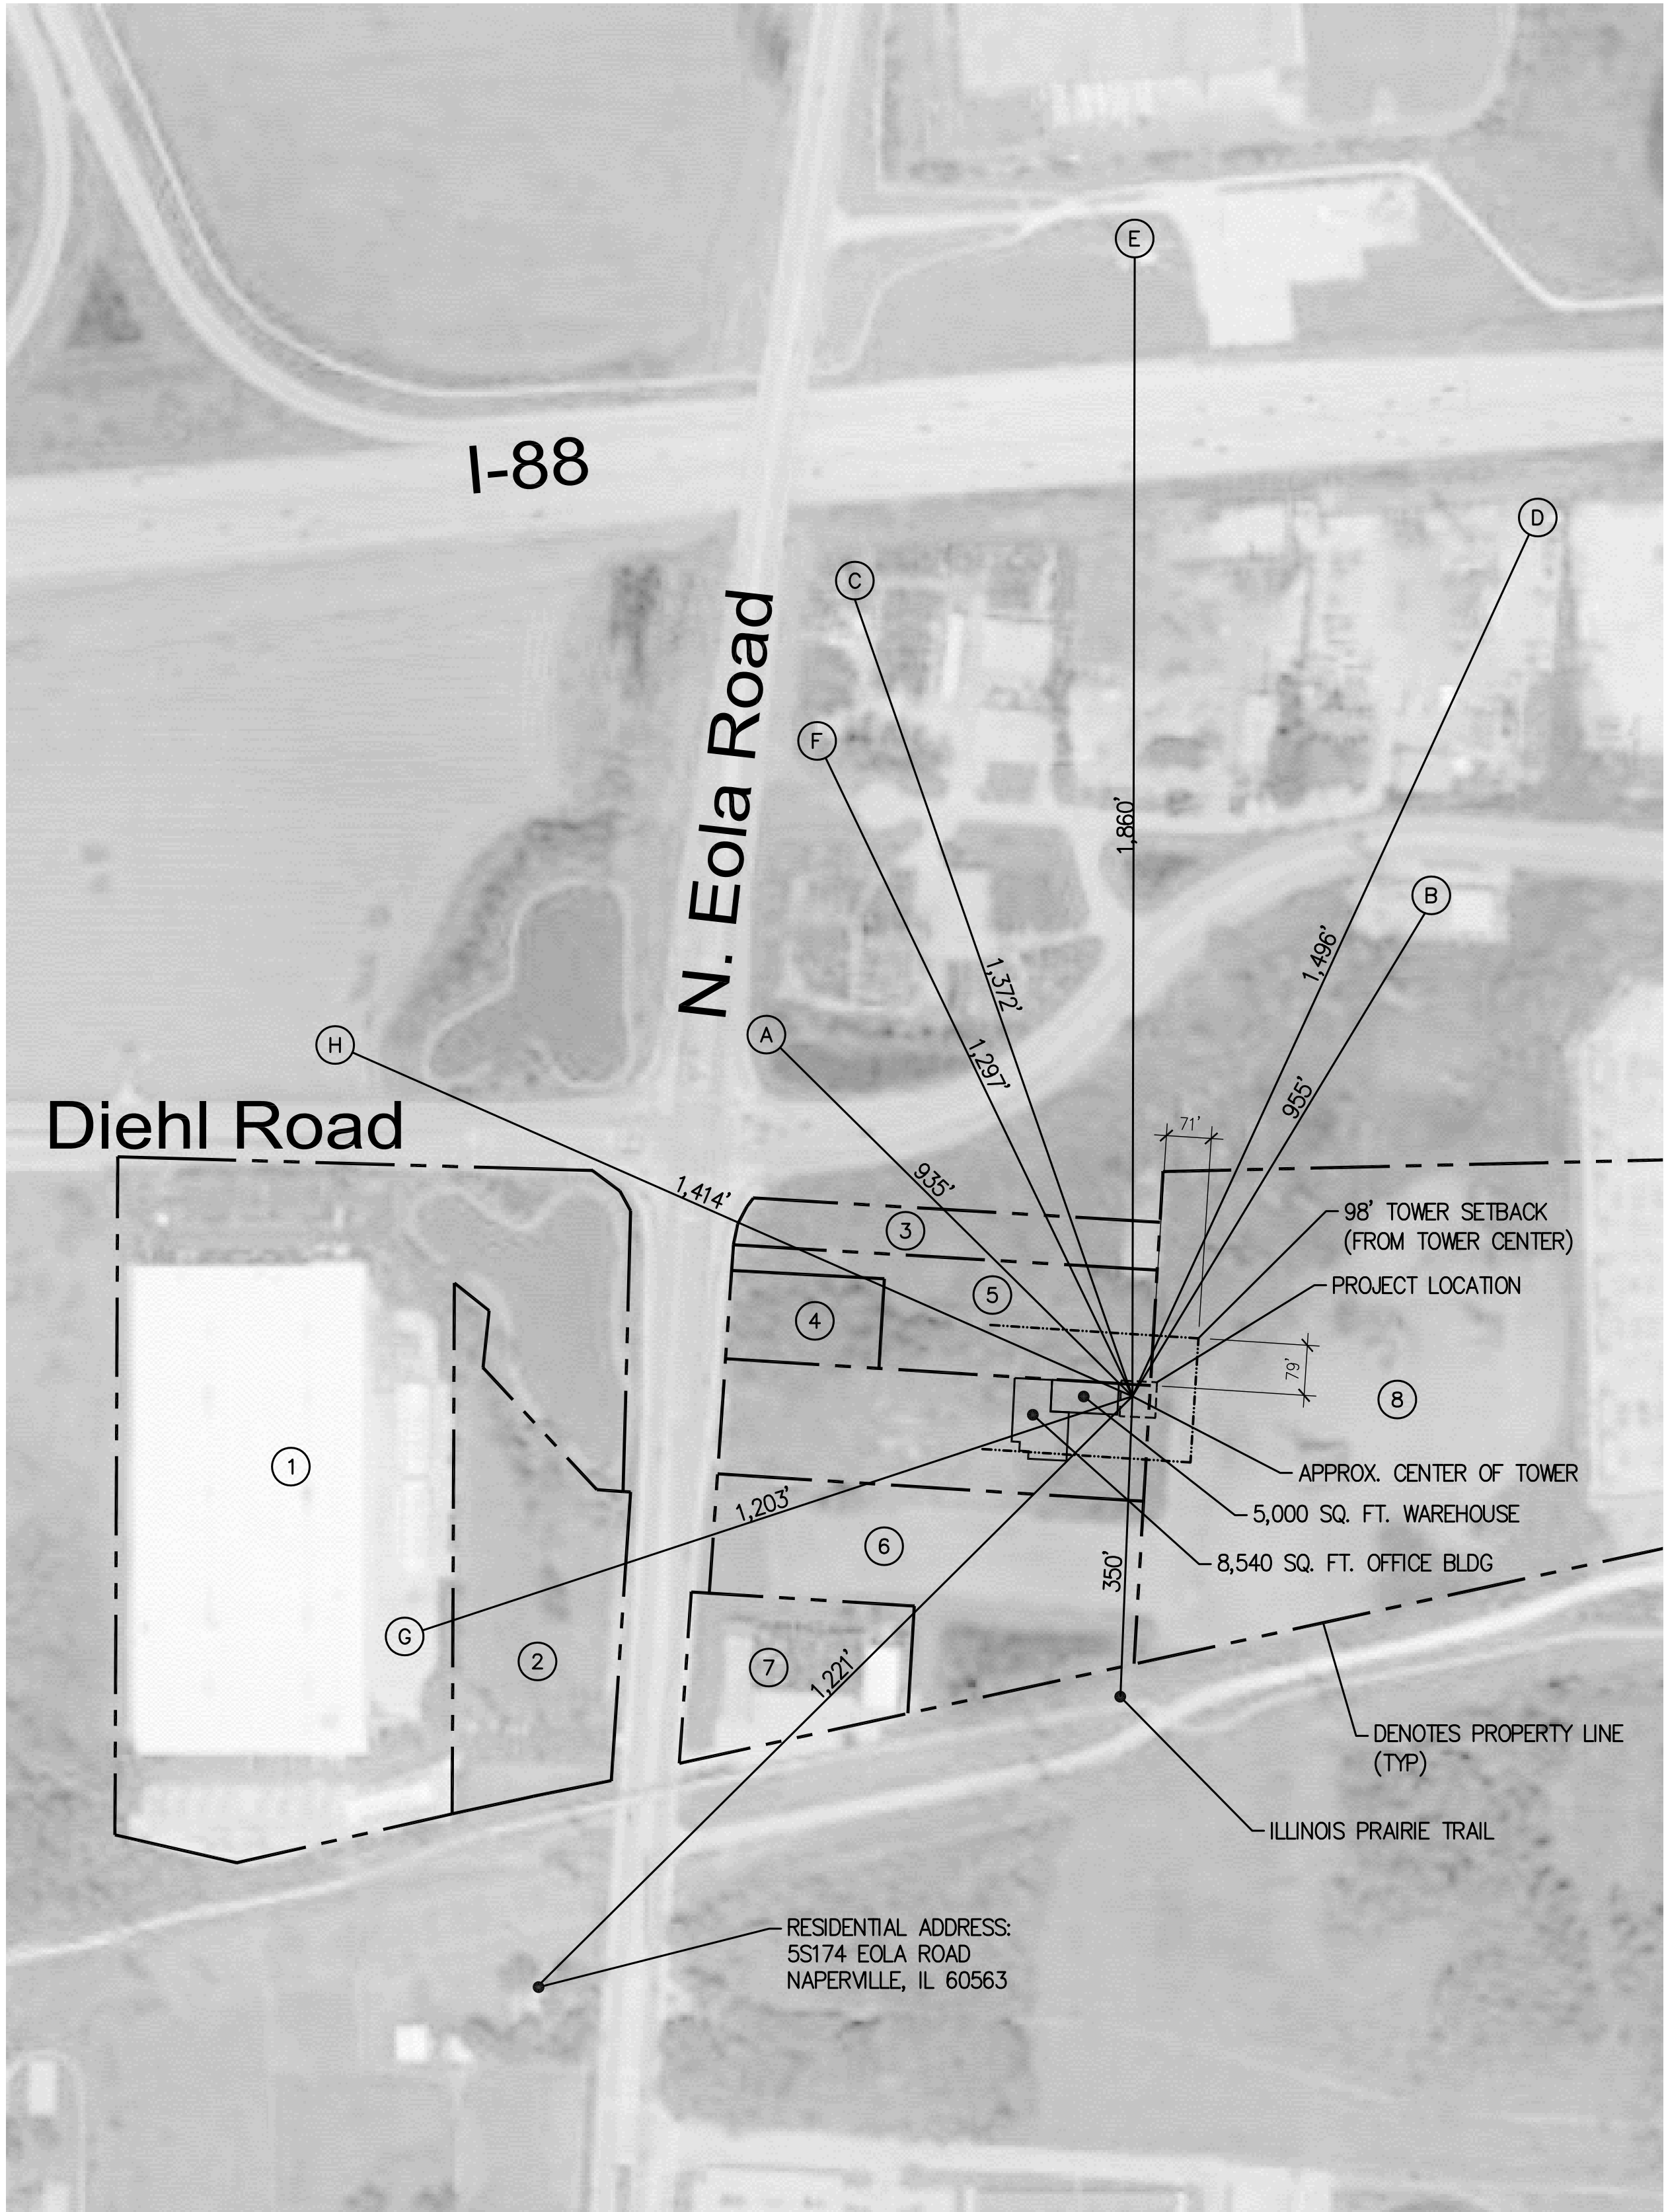 E
D
I-88
C
N. Eola Road
F
1,860'
B
1,496'
1,372'
H
A
1,297'
955'
Diehl Road
71'
935'
1,414'
98' TOWER SETBACK
(FROM TOWER CENTER)
3
PROJECT LOCATION
5
4
79'
8
1
APPROX. CENTER OF TOWER
1,203'
5,000 SQ. FT. WAREHOUSE
6
8,540 SQ. FT. OFFICE BLDG
350'
G
2
7
1,221'
DENOTES PROPERTY LINE
(TYP)
ILLINOIS PRAIRIE TRAIL
RESIDENTIAL ADDRESS:
5S174 EOLA ROAD
NAPERVILLE, IL 60563